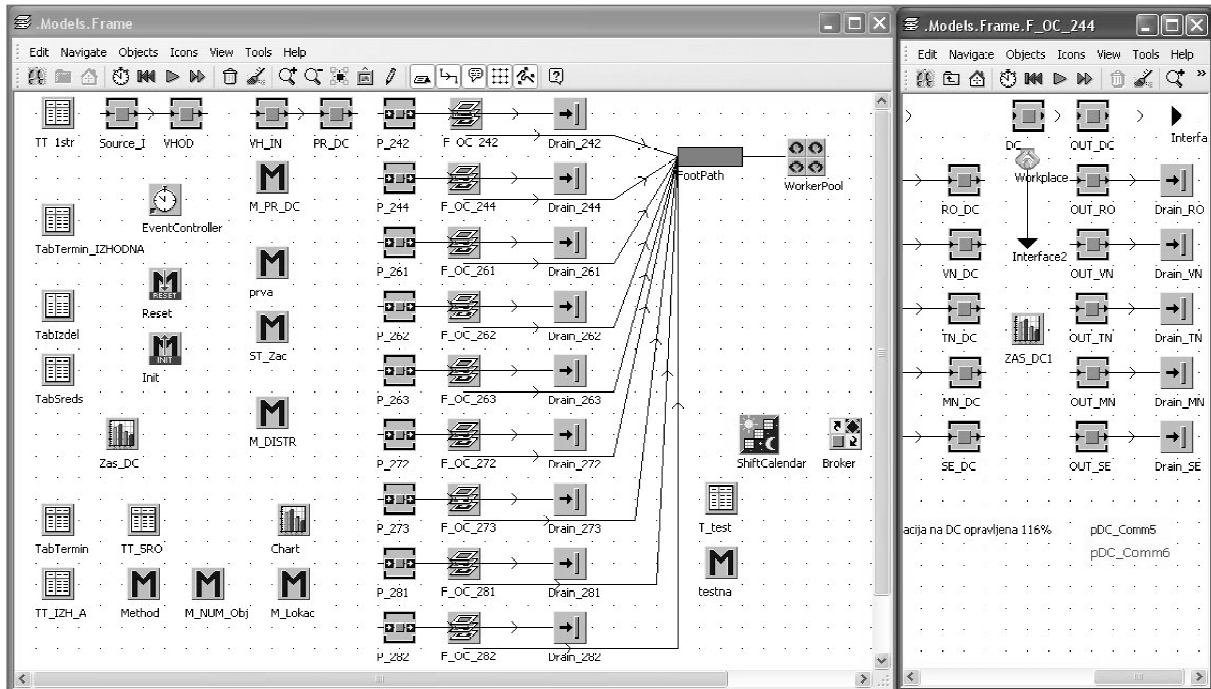 .Models.Frame
Edit Navigate Objects Icons View Tools Help
TT_1str Source_I VHOD VH_IN PR_DC P_242 F_OC_242 Drain_242
FootPath WorkerPool
M_PR_DC P_244 F_OC_244 Drain_244
EventController
TabTermin_IZHODNA
P_261 F_OC_261 Drain_261
prva
RESET
Reset
TabIzdel
P_262 F_OC_262 Drain_262
ST_Zac
INIT
Init
TabSreds
P_263 F_OC_263 Drain_263
M_DISTR
Zas_DC
P_272 F_OC_272 Drain_272
ShiftCalendar Broker
P_273 F_OC_273 Drain_273
T_test
TabTermin TT_5RO Chart
P_281 F_OC_281 Drain_281
testna
TT_IZH_A Method M_NUM_Obj M_Lokac
P_282 F_OC_282 Drain_282
.Models.Frame.F_OC_244
Edit Navigate Objects Icons View Tools Help
DC OUT_DC Interfa
Workplace
RO_DC OUT_RO Drain_RO
Interface2
VN_DC OUT_VN Drain_VN
TN_DC OUT_TN Drain_TN
ZAS_DC1
MN_DC OUT_MN Drain_MN
SE_DC OUT_SE Drain_SE
acija na DC opravljena 116% pDC_Comm5
pDC_Comm6